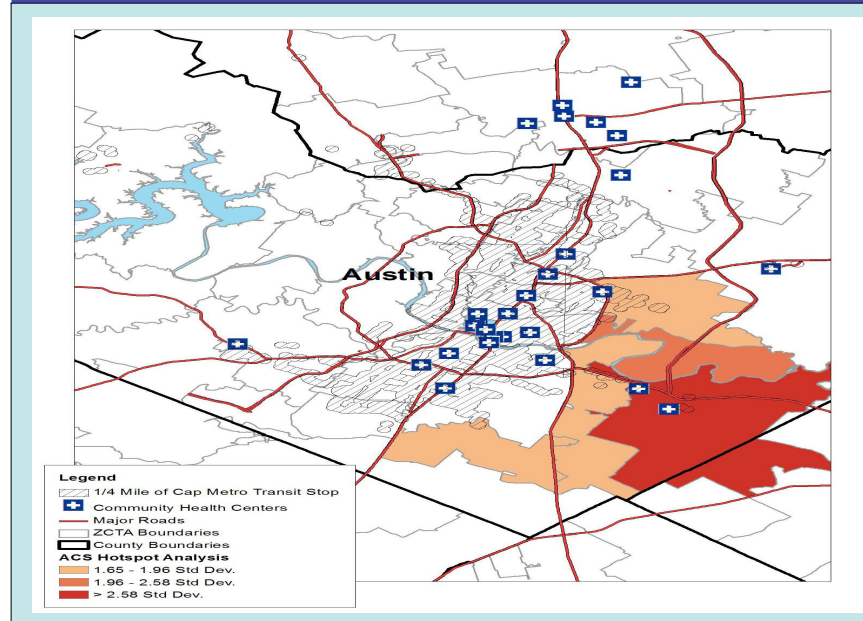 Austin
Legend
1/4 Mile of Cap Metro Transit Stop
Community Health Centers
Major Roads
ZCTA Boundaries
County Boundaries
ACS Hotspot Analysis
1.65 - 1.96 Std Dev.
1.96 - 2.58 Std Dev.
> 2.58 Std Dev.